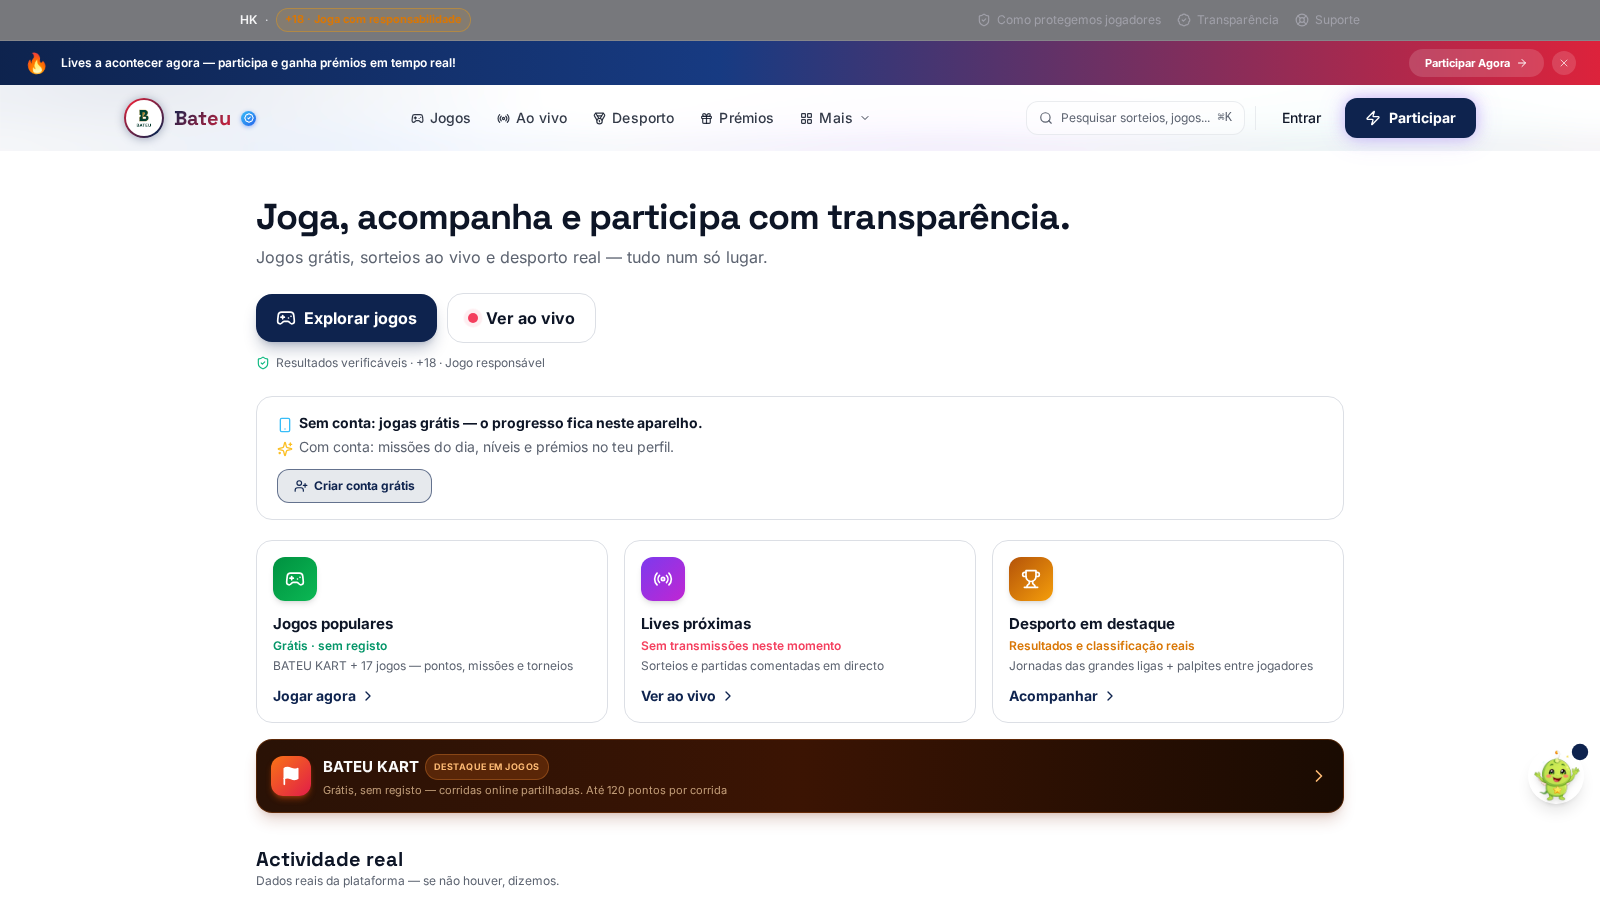 HK · +18 · Joga com responsabilidade
Como protegemos jogadores
Transparência
Suporte
🔥 Lives a acontecer agora — participa e ganha prémios em tempo real!
Participar Agora →
B
BATEU
Bateu
Jogos
Ao vivo
Desporto
Prémios
Mais
Pesquisar sorteios, jogos... ⌘K
Entrar
Participar
Joga, acompanha e participa com transparência.
Jogos grátis, sorteios ao vivo e desporto real — tudo num só lugar.
Explorar jogos
Ver ao vivo
Resultados verificáveis · +18 · Jogo responsável
Sem conta: jogas grátis — o progresso fica neste aparelho.
Com conta: missões do dia, níveis e prémios no teu perfil.
Criar conta grátis
Jogos populares
Grátis · sem registo
BATEU KART + 17 jogos — pontos, missões e torneios
Jogar agora
Lives próximas
Sem transmissões neste momento
Sorteios e partidas comentadas em directo
Ver ao vivo
Desporto em destaque
Resultados e classificação reais
Jornadas das grandes ligas + palpites entre jogadores
Acompanhar
BATEU KART DESTAQUE EM JOGOS
Grátis, sem registo — corridas online partilhadas. Até 120 pontos por corrida
Actividade real
Dados reais da plataforma — se não houver, dizemos.